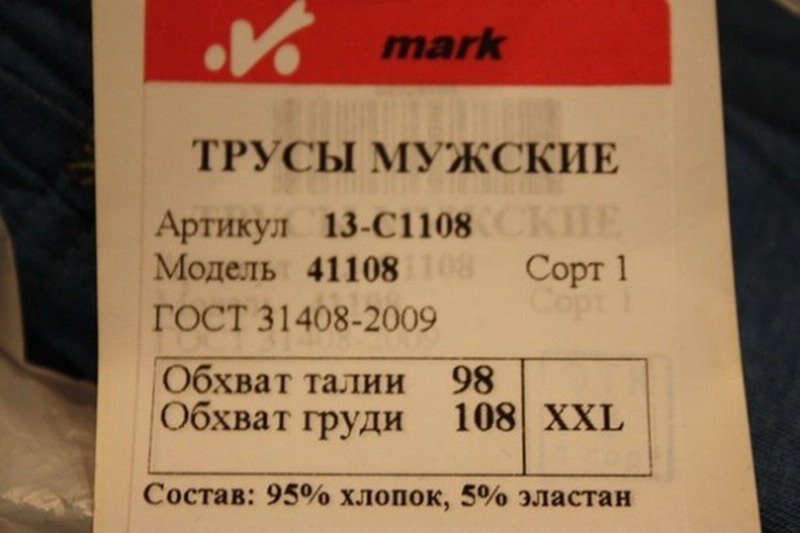 mark
ТРУСЫ МУЖСКИЕ
Артикул 13-С1108
Модель 41108 Сорт 1
ГОСТ 31408-2009
Обхват талии 98
Обхват груди 108 XXL
Состав: 95% хлопок, 5% эластан